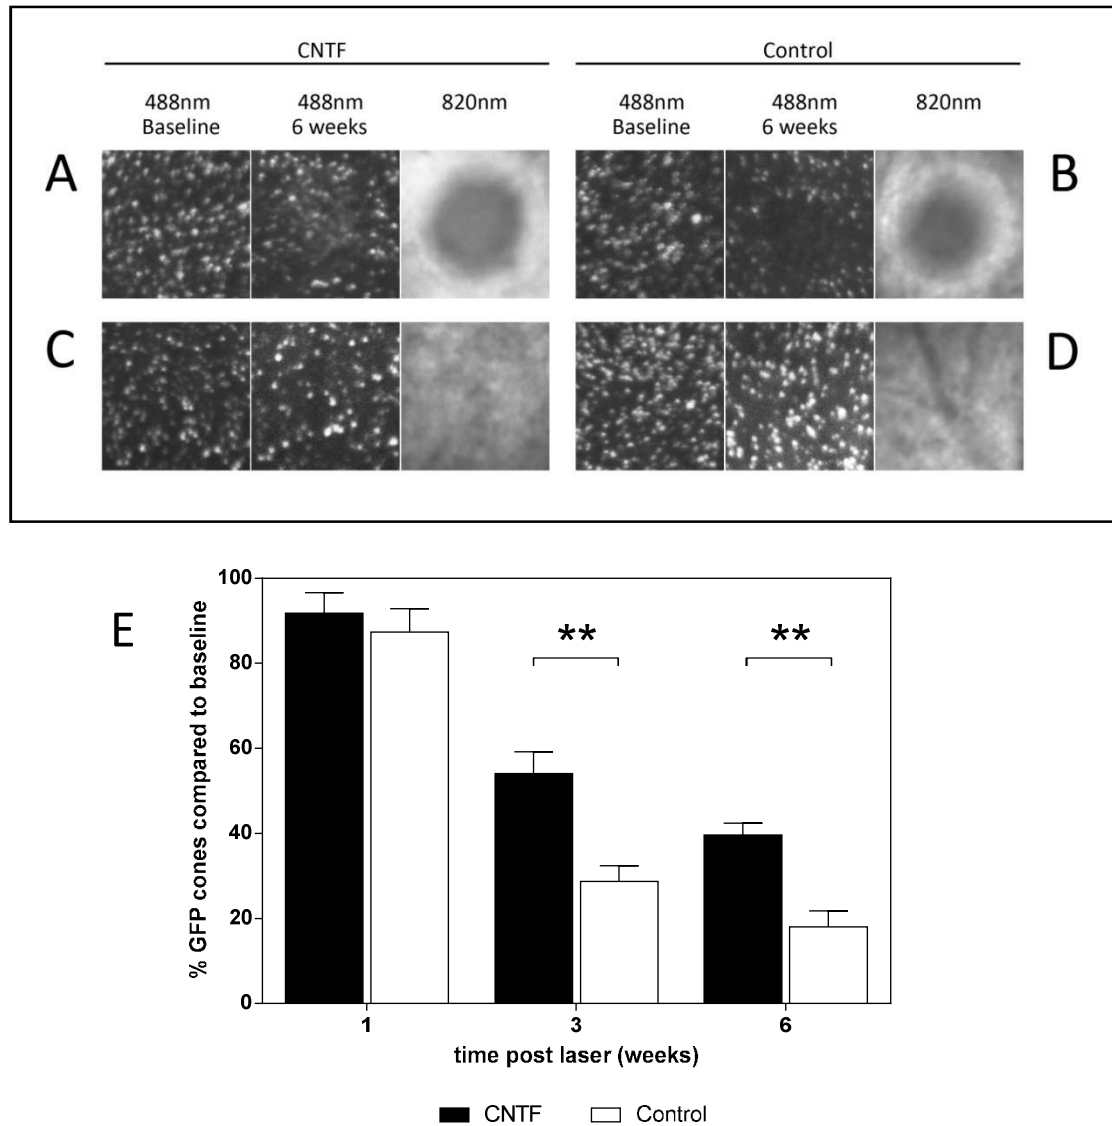 CNTF Control
488nm 488nm 820nm 488nm 488nm 820nm
Baseline 6 weeks Baseline 6 weeks
A B
C D
E
% GFP cones compared to baseline
100
80
60
40
20
0
** **
1 3 6
time post laser (weeks)
CNTF Control